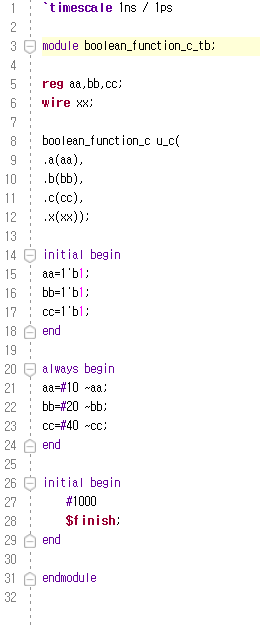 1 `timescale 1ns / 1ps
2
3 module boolean_function_c_tb;
4
5 reg aa,bb,cc;
6 wire xx;
7
8 boolean_function_c u_c(
9 .a(aa),
10 .b(bb),
11 .c(cc),
12 .x(xx));
13
14 initial begin
15 aa=1'b1;
16 bb=1'b1;
17 cc=1'b1;
18 end
19
20 always begin
21 aa=#10 ~aa;
22 bb=#20 ~bb;
23 cc=#40 ~cc;
24 end
25
26 initial begin
27 #1000
28 $finish;
29 end
30
31 endmodule
32